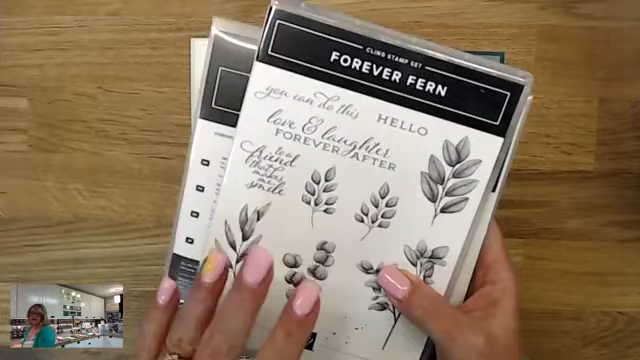 CLING STAMP SET
FOREVER FERN
you can do this
HELLO
love & laughter
FOREVER AFTER
to a
friend
that
makes
me
smile